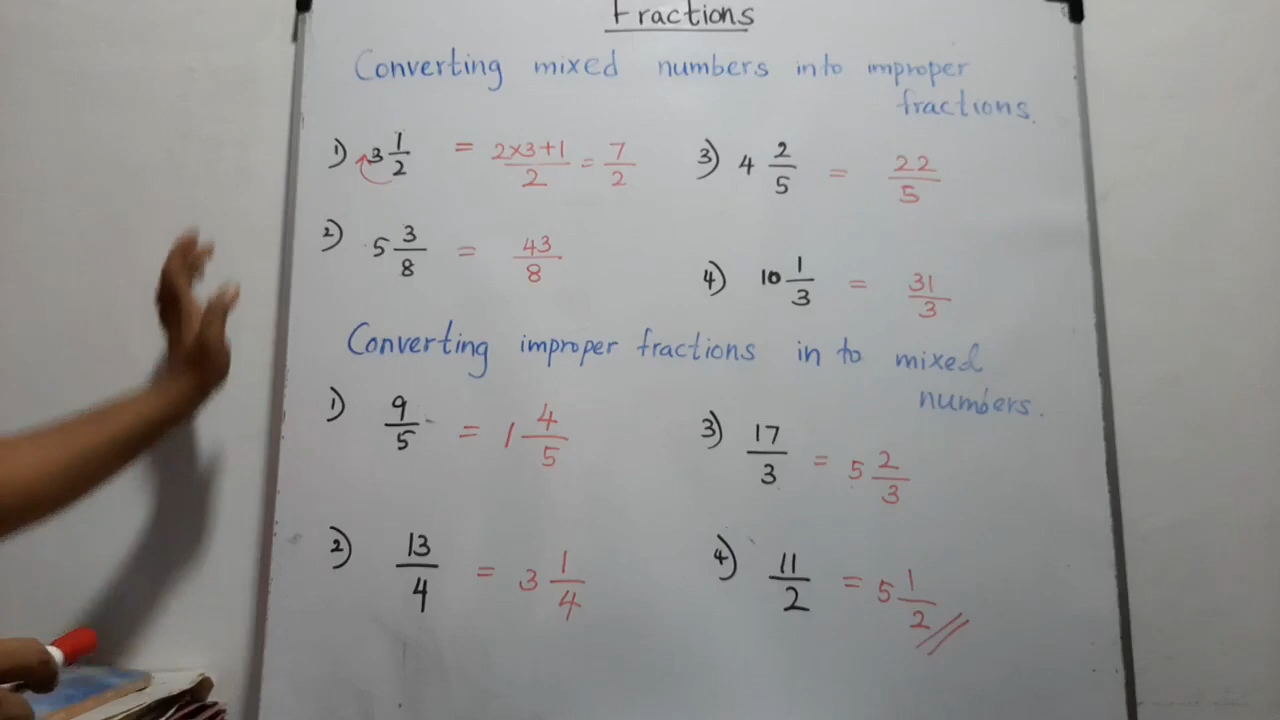 Fractions
Converting mixed numbers into improper
fractions.
1) 3 1/2 = 2×3+1/2 = 7/2
3) 4 2/5 = 22/5
2) 5 3/8 = 43/8
4) 10 1/3 = 31/3
Converting improper fractions in to mixed
numbers.
1) 9/5 = 1 4/5
3) 17/3 = 5 2/3
2) 13/4 = 3 1/4
4) 11/2 = 5 1/2